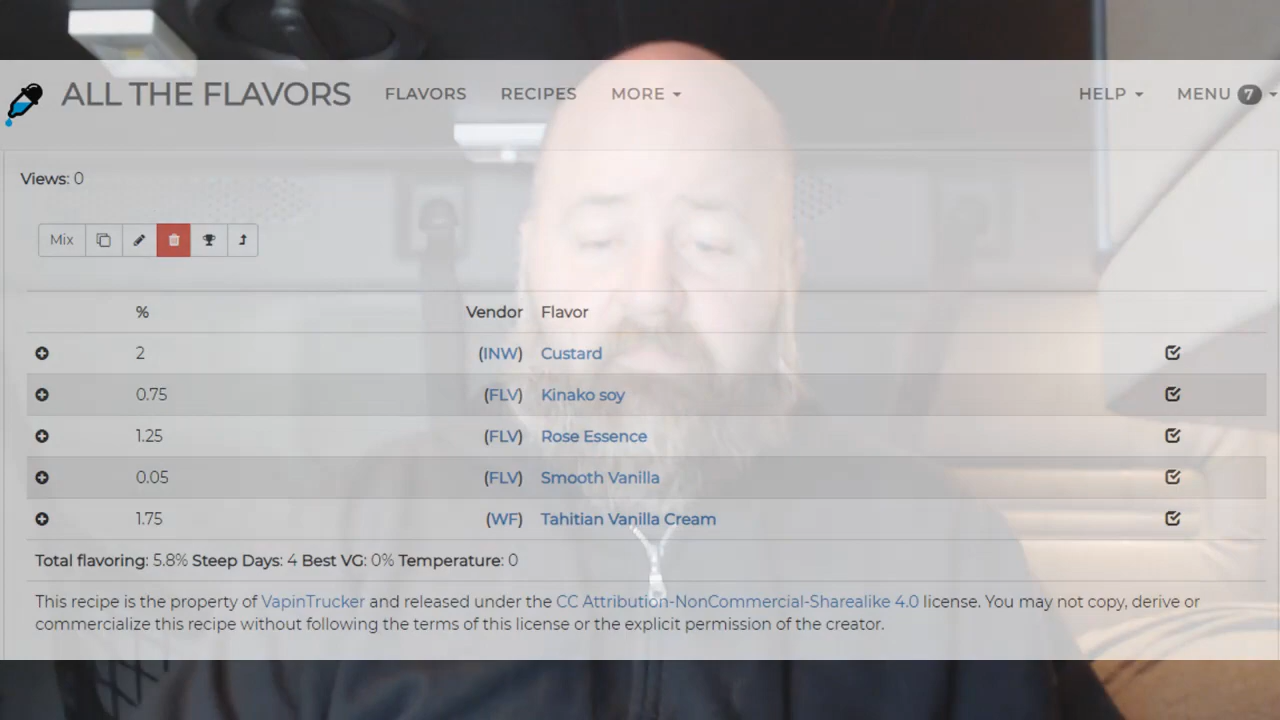 ALL THE FLAVORS FLAVORS RECIPES MORE HELP MENU 7
Views: 0
Mix
% Vendor Flavor
2 (INW) Custard
0.75 (FLV) Kinako soy
1.25 (FLV) Rose Essence
0.05 (FLV) Smooth Vanilla
1.75 (WF) Tahitian Vanilla Cream
Total flavoring: 5.8% Steep Days: 4 Best VG: 0% Temperature: 0
This recipe is the property of VapinTrucker and released under the CC Attribution-NonCommercial-Sharealike 4.0 license. You may not copy, derive or
commercialize this recipe without following the terms of this license or the explicit permission of the creator.